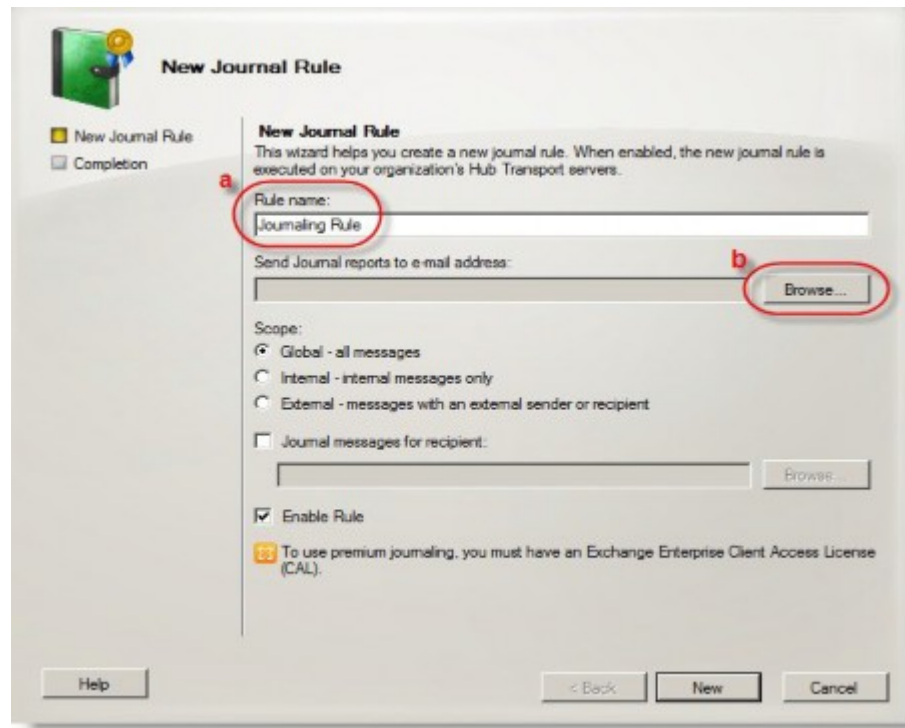 New Journal Rule
New Journal Rule
Completion
New Journal Rule
This wizard helps you create a new journal rule. When enabled, the new journal rule is
executed on your organization's Hub Transport servers.
a
Rule name:
Journaling Rule
Send Journal reports to e-mail address:
b
Browse...
Scope:
Global - all messages
Internal - internal messages only
External - messages with an external sender or recipient
Journal messages for recipient:
Browse...
Enable Rule
To use premium journaling, you must have an Exchange Enterprise Client Access License
(CAL).
Help
< Back
New
Cancel